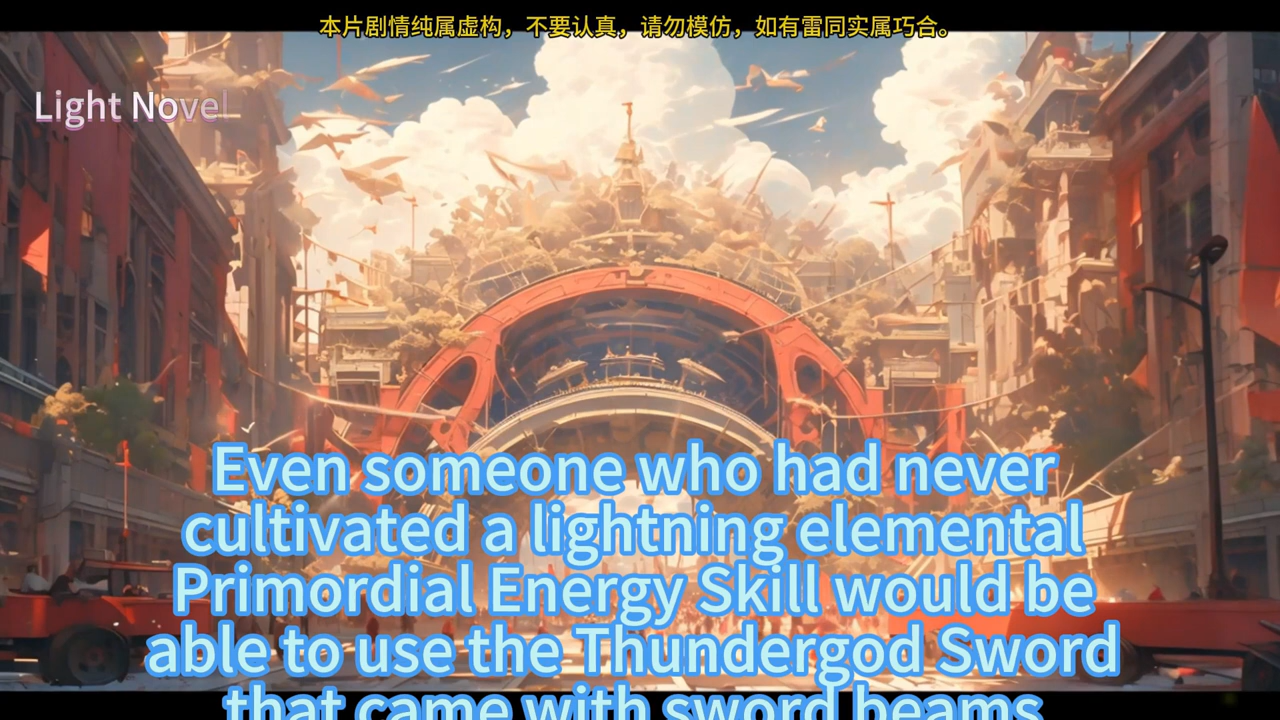 本片剧情纯属虚构，不要认真，请勿模仿，如有雷同实属巧合。
Light Novel
Even someone who had never
cultivated a lightning elemental
Primordial Energy Skill would be
able to use the Thundergod Sword
that came with sword beams